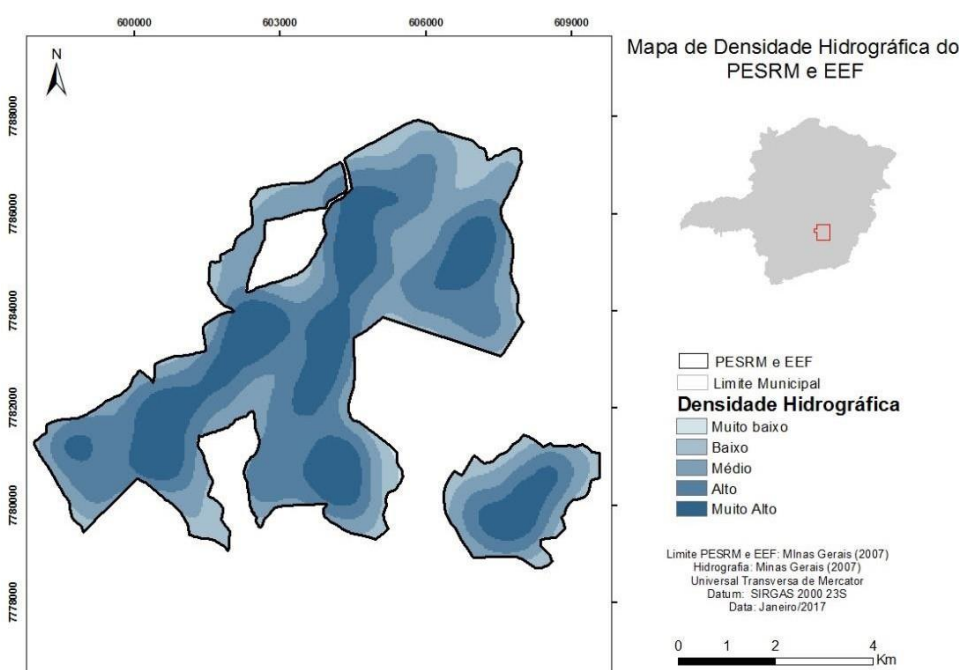 600000 603000 606000 609000
N
7788000
7786000
7784000
7782000
7780000
7778000
Mapa de Densidade Hidrográfica do
PESRM e EEF
PESRM e EEF
Limite Municipal
Densidade Hidrográfica
Muito baixo
Baixo
Médio
Alto
Muito Alto
Limite PESRM e EEF: MInas Gerais (2007)
Hidrografia: Minas Gerais (2007)
Universal Transversa de Mercator
Datum: SIRGAS 2000 23S
Data: Janeiro/2017
0 1 2 4
Km